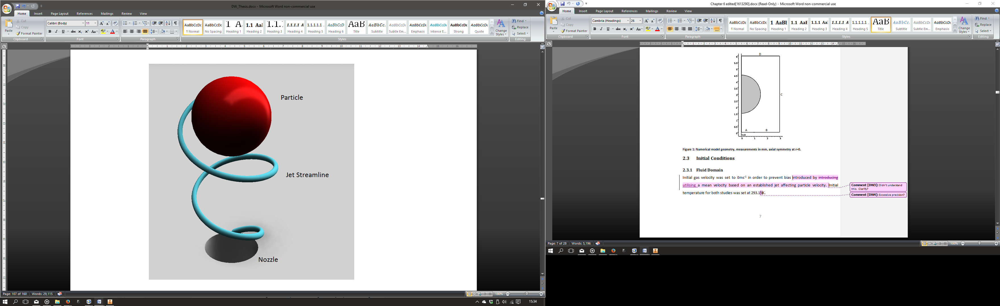 DW_Thesis.docx - Microsoft Word non-commercial use
Home Insert Page Layout References Mailings Review View
Paste
Cut
Copy
Format Painter
Clipboard
Calibri (Body) 11
Font
Paragraph
AaBbCcDc AaBbCcDc 1 A 1.1 Aa 1.1. 1.1.1.1 A 1.1.1.1.1 AaBbCcD AaB AaBbCc. AaBbCcDc AaBbCcDc AaBbCcDc AaBbCcDc AaBbCcDc
¶ Normal No Spacing Heading 1 Heading 2 Heading 3 Heading 4 Heading 5 Heading 6 Title Subtitle Subtle Em... Emphasis Intense E... Strong Quote
Change Styles
Styles
Find
Replace
Select
Editing
Particle
Jet Streamline
Nozzle
Page: 107 of 160 Words: 29,115
180%
15:34
Chapter 6 edited[1613290].docx (Read-Only) - Microsoft Word non-commercial use
Home Insert Page Layout References Mailings Review View
Paste
Cut
Copy
Format Painter
Clipboard
Cambria (Headings) 26
Font
Paragraph
AaBbCcDc AaBbCcDc 1 AaBb 1.1 AaB 1.1.1 Aa 1.1.1.1 A 1.1.1.1.1 AaB AaBbCc. AaBbCcDc AaBbCcDc
¶ Normal No Spacing Heading 1 Heading 2 Heading 3 Heading 4 Heading 5 Title Subtitle Subtle Em... Emphasis
Change Styles
Styles
Find
Replace
Select
Editing
D
6
5.5
5
4.5
4
3.5
3
2.5
2
1.5
1
0.5
0
C
A B
r=0
0 1 2 3
Figure 1: Numerical model geometry, measurements in mm, axial symmetry at r=0.
2.3 Initial Conditions
2.3.1 Fluid Domain
Initial gas velocity was set to 0ms-1 in order to prevent bias introduced by introducing
utilising a mean velocity based on an established jet affecting particle velocity. Initial
temperature for both studies was set at 293.15K.
Comment [DW3]: Didn't understand
this. Clarify?
Comment [DW4]: Excessive precision?
7
Page: 7 of 28 Words: 5,196
100%